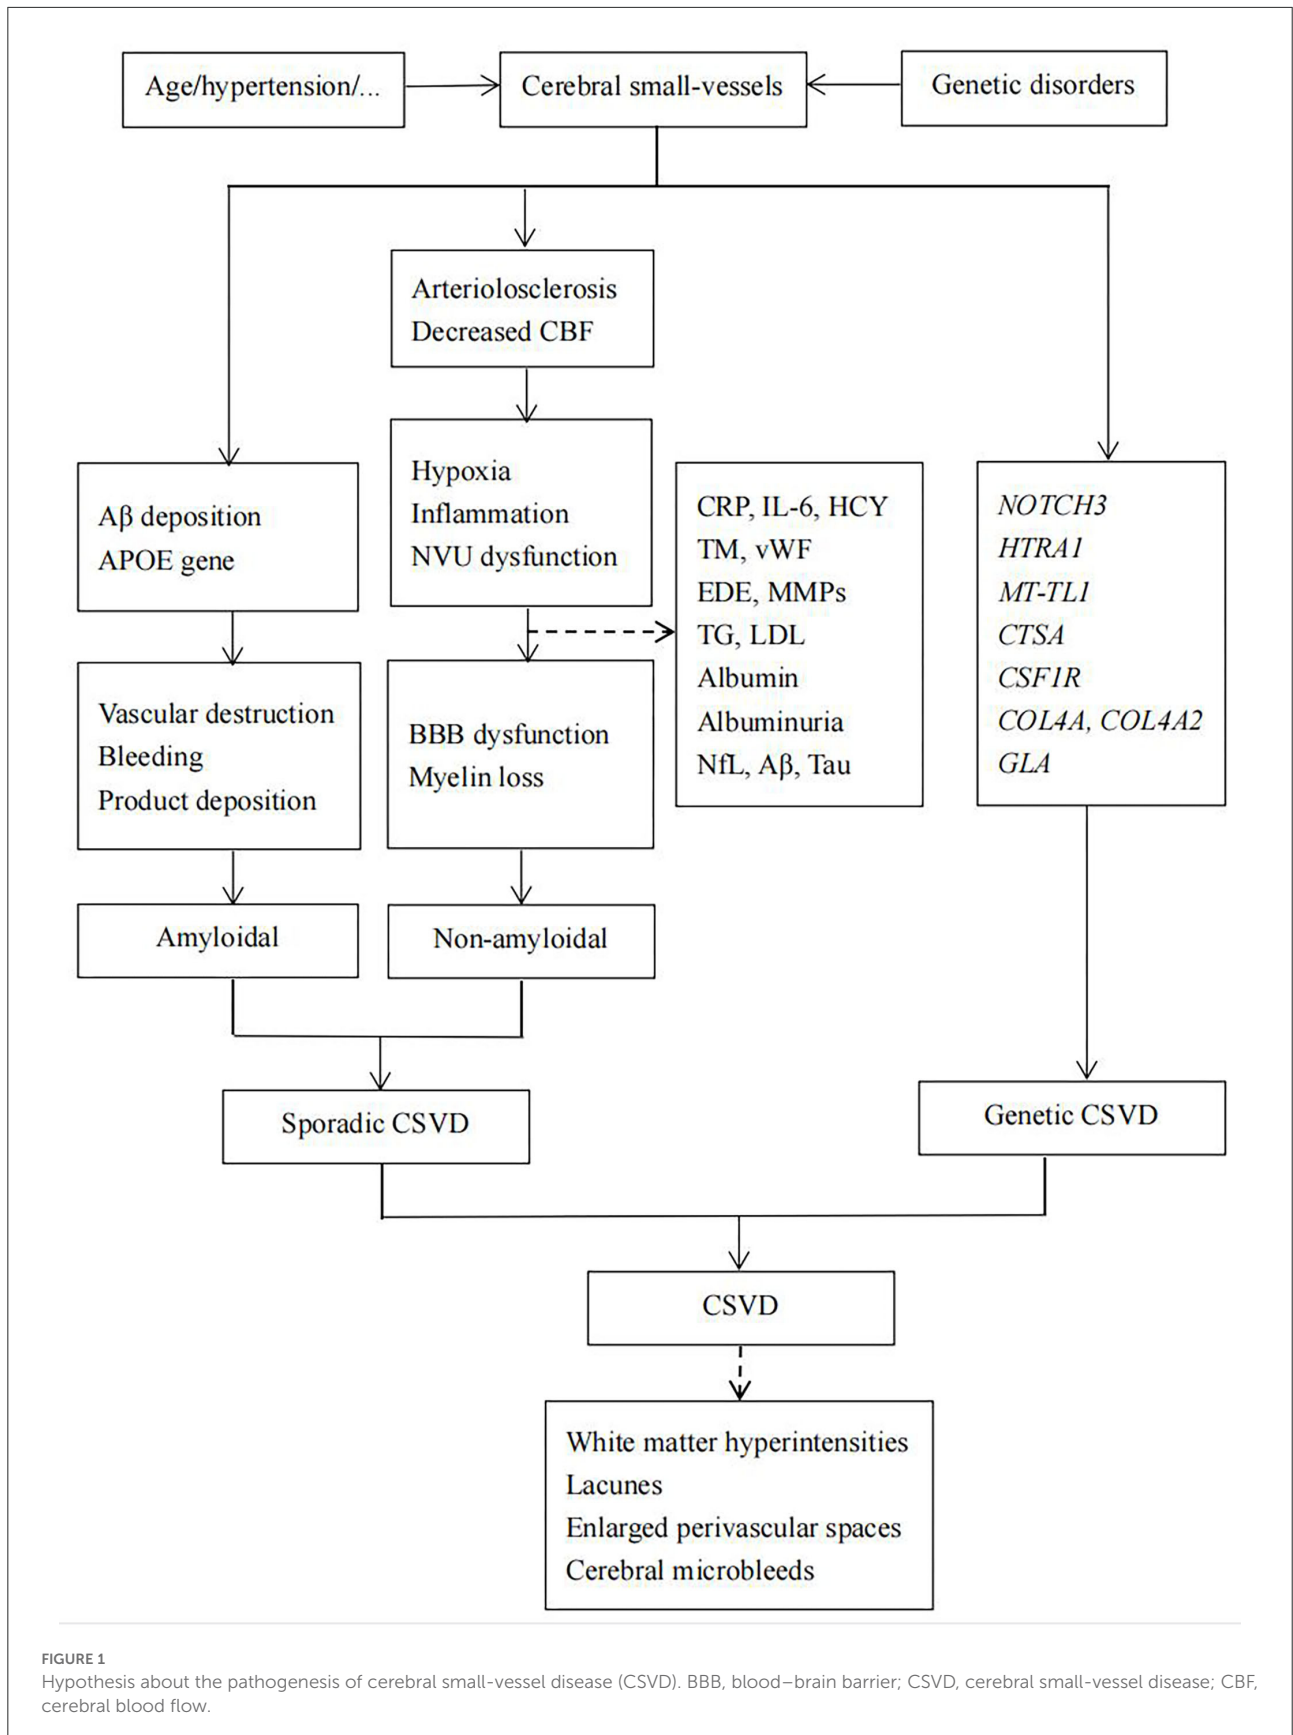 Age/hypertension/...
Cerebral small-vessels
Genetic disorders
Arteriolosclerosis
Decreased CBF
Hypoxia
Inflammation
NVU dysfunction
Aβ deposition
APOE gene
CRP, IL-6, HCY
TM, vWF
EDE, MMPs
TG, LDL
Albumin
Albuminuria
NfL, Aβ, Tau
NOTCH3
HTRA1
MT-TL1
CTSA
CSF1R
COL4A, COL4A2
GLA
Vascular destruction
Bleeding
Product deposition
BBB dysfunction
Myelin loss
Amyloidal
Non-amyloidal
Sporadic CSVD
Genetic CSVD
CSVD
White matter hyperintensities
Lacunes
Enlarged perivascular spaces
Cerebral microbleeds
FIGURE 1
Hypothesis about the pathogenesis of cerebral small-vessel disease (CSVD). BBB, blood–brain barrier; CSVD, cerebral small-vessel disease; CBF,
cerebral blood flow.